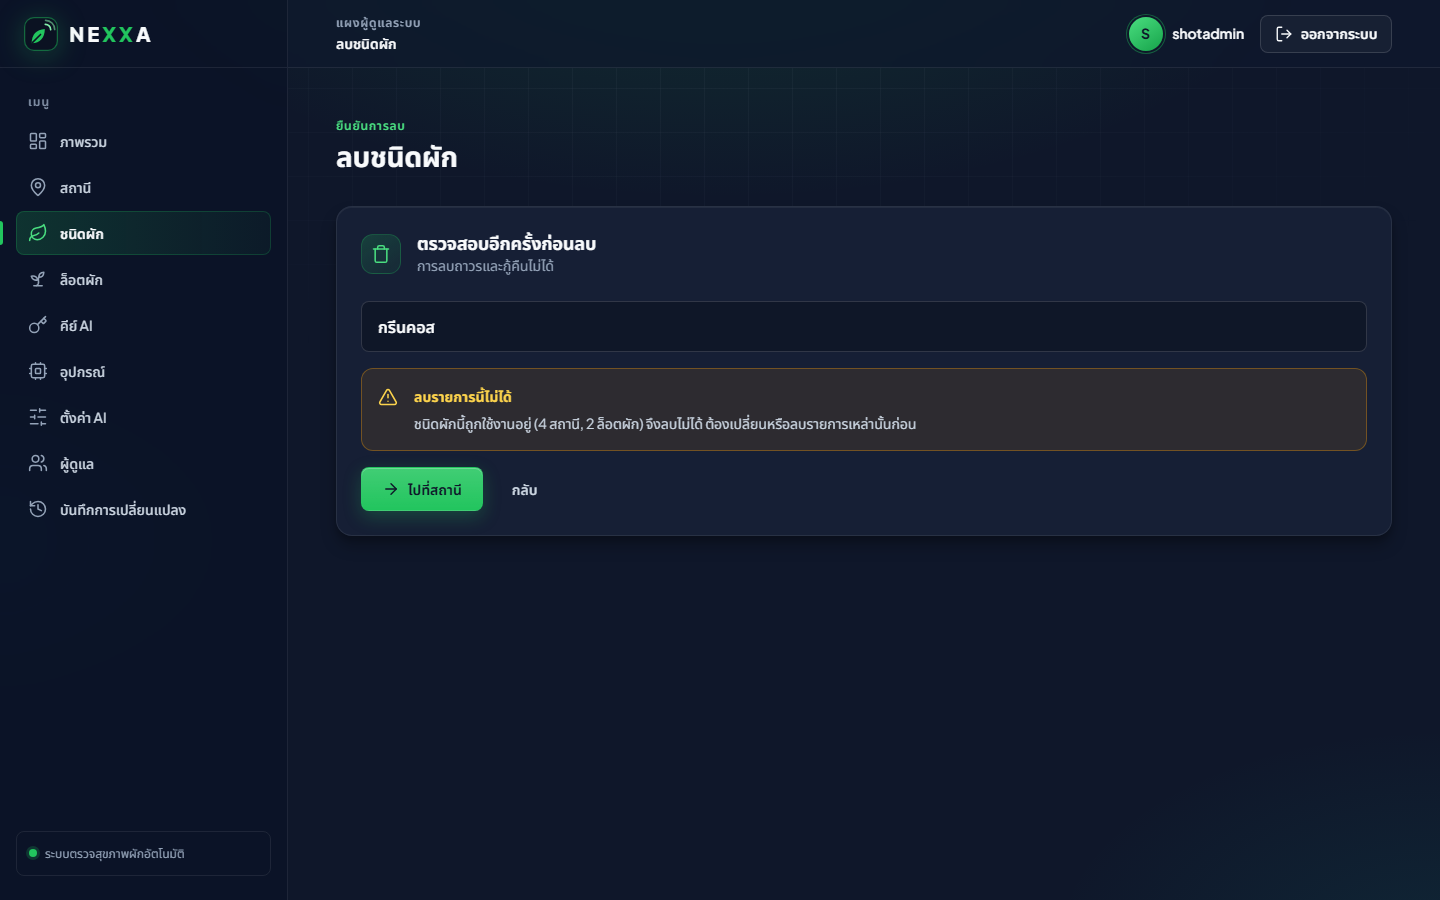 NEXXA
แผงผู้ดูแลระบบ
ลบชนิดผัก
S
shotadmin
ออกจากระบบ
เมนู
ภาพรวม
สถานี
ชนิดผัก
ล็อตผัก
คีย์ AI
อุปกรณ์
ตั้งค่า AI
ผู้ดูแล
บันทึกการเปลี่ยนแปลง
ระบบตรวจสุขภาพผักอัตโนมัติ
ยืนยันการลบ
ลบชนิดผัก
ตรวจสอบอีกครั้งก่อนลบ
การลบถาวรและกู้คืนไม่ได้
กรีนคอส
ลบรายการนี้ไม่ได้
ชนิดผักนี้ถูกใช้งานอยู่ (4 สถานี, 2 ล็อตผัก) จึงลบไม่ได้ ต้องเปลี่ยนหรือลบรายการเหล่านั้นก่อน
ไปที่สถานี
กลับ